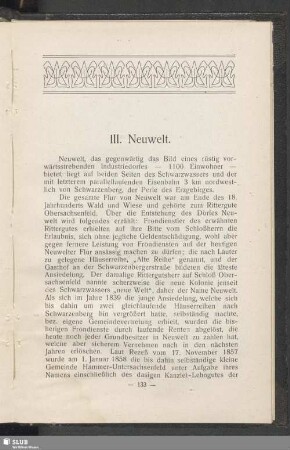 III. Neuwelt.
Neuwelt, das gegenwärtig das Bild eines rüstig vor-
wärtsstrebenden Industriedorfes — 1100 Einwohner —
bietet, liegt auf beiden Seiten des Schwarzwassers und der
mit letzterem parallellaufenden Eisenbahn 3 km nordwest-
lich von Schwarzenberg, der Perle des Erzgebirges.
Die gesamte Flur von Neuwelt war am Ende des 18.
Jahrhunderts Wald und Wiese und gehörte zum Rittergute
Obersachsenfeld. Über die Entstehung des Dorfes Neu-
welt wird folgendes erzählt: Frondienstler des erwähnten
Rittergutes erhielten auf ihre Bitte vom Schloßherrn die
Erlaubnis, sich ohne jegliche Geldentschädigung, wohl aber
gegen fernere Leistung von Frondiensten auf der heutigen
Neuwelter Flur ansässig machen zu dürfen; die nach Lauter
zu gelegene Häuserreihe, „Alte Reihe“ genannt, und der
Gasthof an der Schwarzenbergerstraße bildeten die älteste
Ansiedelung. Der damalige Rittergutsherr auf Schloß Ober-
sachsenfeld nannte scherzweise die neue Kolonie jenseit
des Schwarzwassers „neue Welt“, daher der Name Neuwelt.
Als sich im Jahre 1839 die junge Ansiedelung, welche sich
bis dahin um zwei gleichlaufende Häuserreihen nach
Schwarzenberg hin vergrößert hatte, selbständig machte,
bez. eigene Gemeindevertretung erhielt, wurden die bis-
herigen Frondienste durch laufende Renten abgelöst, die
heute noch jeder Grundbesitzer in Neuwelt zu zahlen hat,
welche aber sicherem Vernehmen nach in den nächsten
Jahren erlöschen. Laut Rezeß vom 17. November 1857
wurde am 1. Januar 1858 die bis dahin selbständige kleine
Gemeinde Hammer-Untersachsenfeld unter Aufgabe ihres
Namens einschließlich des dasigen Kanzlei-Lehngutes der
— 133 —
SLUB